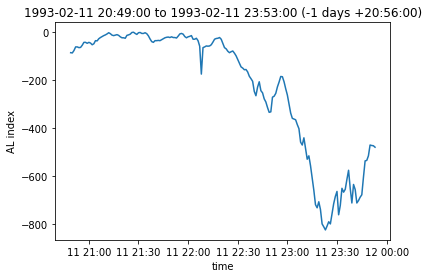 1993-02-11 20:49:00 to 1993-02-11 23:53:00 (-1 days +20:56:00)
0
−200
−400
−600
−800
AL index
11 21:00 11 21:30 11 22:00 11 22:30 11 23:00 11 23:30 12 00:00
time